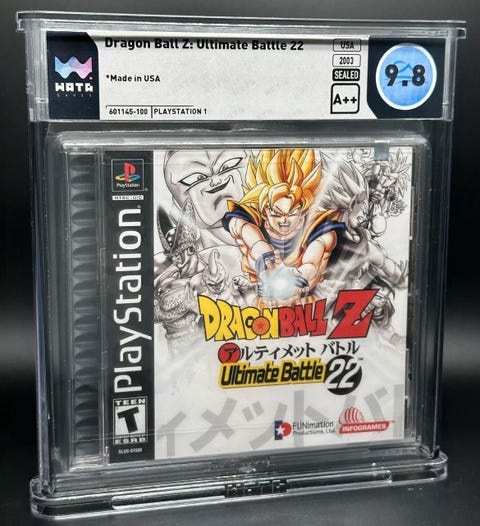 Dragon Ball Z: Ultimate Battle 22
*Made in USA
601145-100 PLAYSTATION 1
USA
2003
SEALED
A++
9.8
WATA
GAMES
PlayStation
NTSC U/C
PlayStation
DRAGON BALL Z
アルティメット バトル
Ultimate Battle 22
TEEN
T
ESRB
FUNimation
Productions, Ltd.
INFOGRAMES
WATA